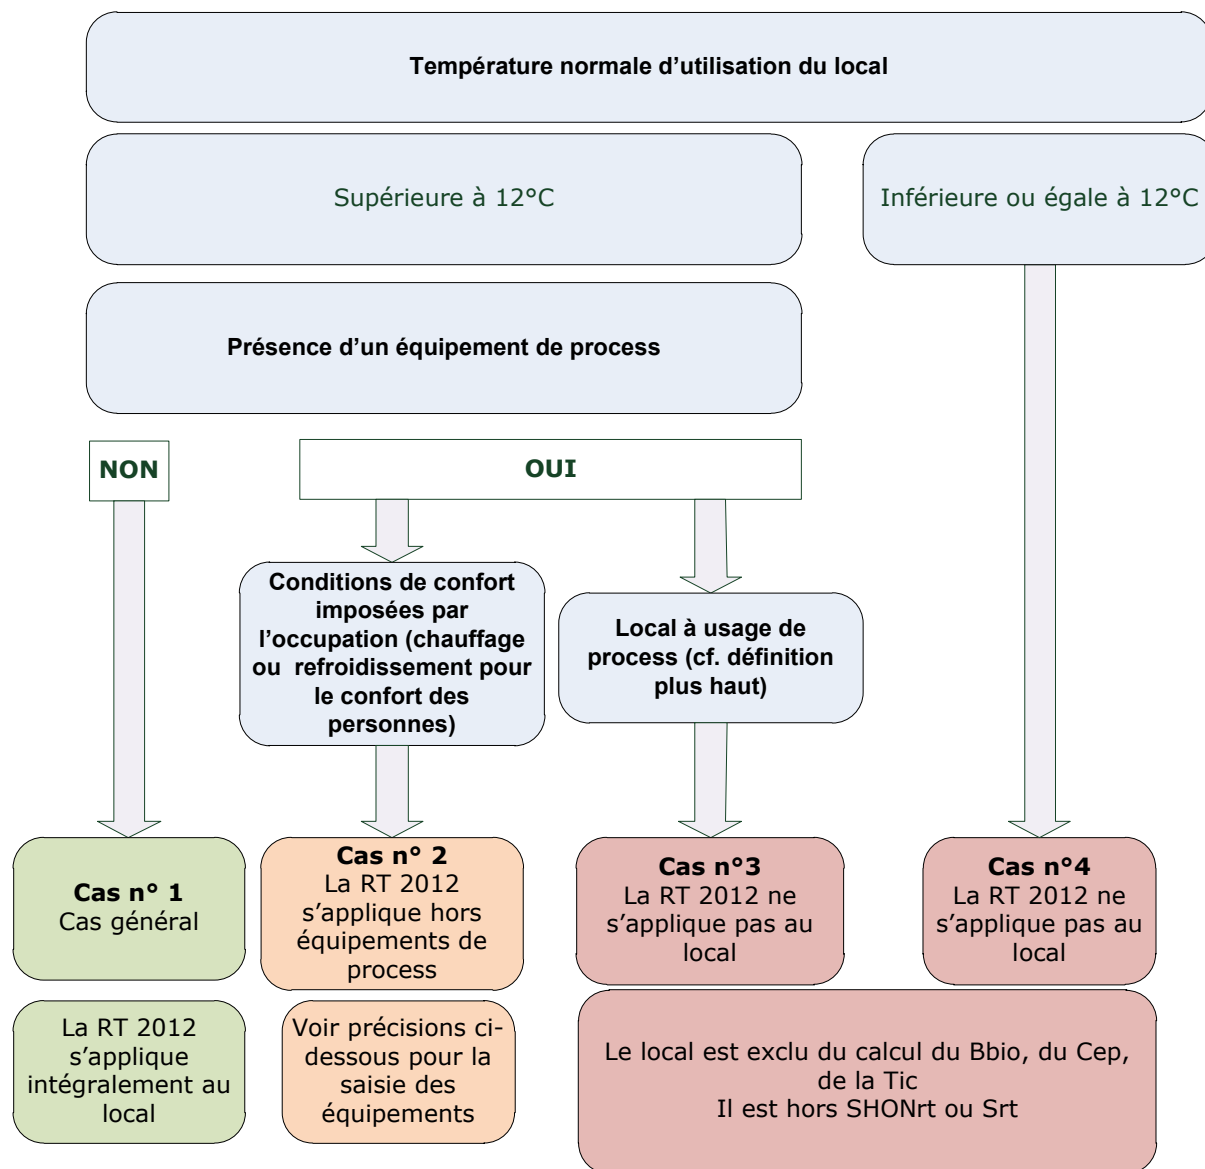 Température normale d'utilisation du local
Supérieure à 12°C
Inférieure ou égale à 12°C
Présence d'un équipement de process
NON
OUI
Conditions de confort
imposées par
l'occupation (chauffage
ou refroidissement pour
le confort des
personnes)
Local à usage de
process (cf. définition
plus haut)
Cas n° 1
Cas général
Cas n° 2
La RT 2012
s'applique hors
équipements de
process
Cas n°3
La RT 2012 ne
s'applique pas au
local
Cas n°4
La RT 2012 ne
s'applique pas au
local
La RT 2012
s'applique
intégralement au
local
Voir précisions ci-
dessous pour la
saisie des
équipements
Le local est exclu du calcul du Bbio, du Cep,
de la Tic
Il est hors SHONrt ou Srt